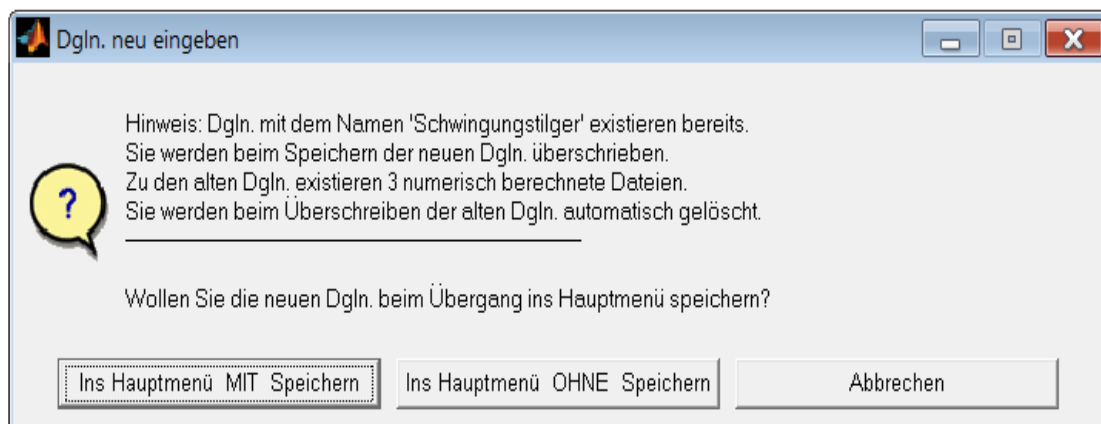 Dgln. neu eingeben
Hinweis: Dgln. mit dem Namen 'Schwingungstilger' existieren bereits.
Sie werden beim Speichern der neuen Dgln. überschrieben.
Zu den alten Dgln. existieren 3 numerisch berechnete Dateien.
Sie werden beim Überschreiben der alten Dgln. automatisch gelöscht.
?
Wollen Sie die neuen Dgln. beim Übergang ins Hauptmenü speichern?
Ins Hauptmenü MIT Speichern
Ins Hauptmenü OHNE Speichern
Abbrechen